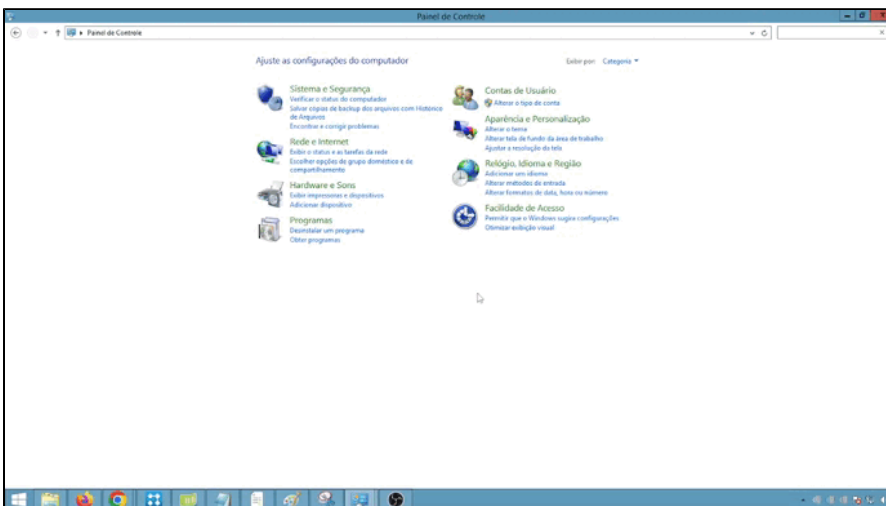 Painel de Controle
Painel de Controle
Ajuste as configurações do computador
Exibir por: Categoria
Sistema e Segurança
Verificar o status do computador
Salvar cópias de backup dos arquivos com Histórico
de Arquivos
Encontrar e corrigir problemas
Rede e Internet
Exibir o status e as tarefas da rede
Escolher opções de grupo doméstico e de
compartilhamento
Hardware e Sons
Exibir impressoras e dispositivos
Adicionar dispositivo
Programas
Desinstalar um programa
Obter programas
Contas de Usuário
Alterar o tipo de conta
Aparência e Personalização
Alterar o tema
Alterar tela de fundo da área de trabalho
Ajustar a resolução da tela
Relógio, Idioma e Região
Adicionar um idioma
Alterar métodos de entrada
Alterar formatos de data, hora ou número
Facilidade de Acesso
Permitir que o Windows sugira configurações
Otimizar exibição visual